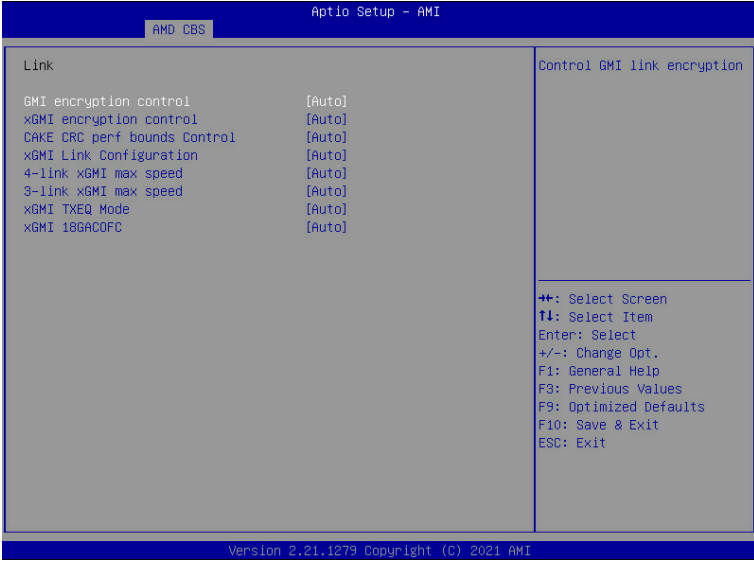 Aptio Setup – AMI
AMD CBS
Link
GMI encryption control [Auto]
xGMI encryption control [Auto]
CAKE CRC perf bounds Control [Auto]
xGMI Link Configuration [Auto]
4-link xGMI max speed [Auto]
3-link xGMI max speed [Auto]
xGMI TXEQ Mode [Auto]
xGMI 18GACOFC [Auto]
Control GMI link encryption
→←: Select Screen
↑↓: Select Item
Enter: Select
+/-: Change Opt.
F1: General Help
F3: Previous Values
F9: Optimized Defaults
F10: Save & Exit
ESC: Exit
Version 2.21.1279 Copyright (C) 2021 AMI